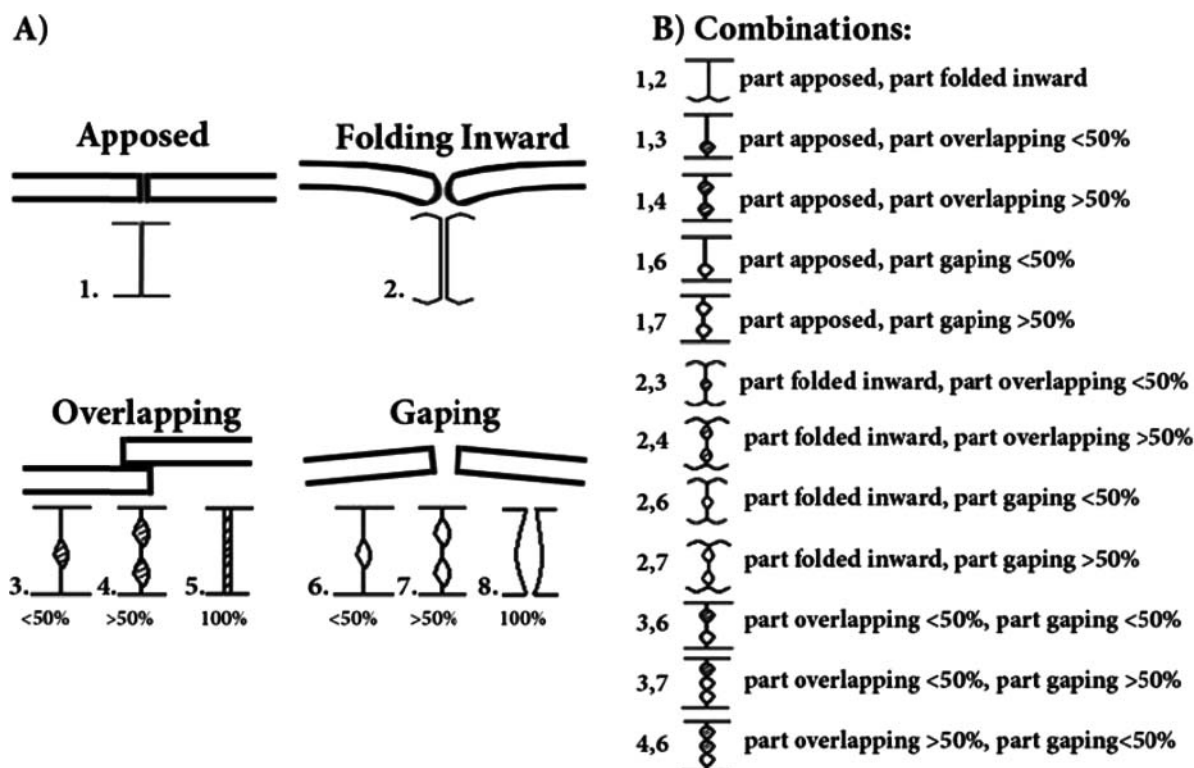 A)
Apposed
1.
Folding Inward
2.
Overlapping
3.
<50%
4.
>50%
5.
100%
Gaping
6.
<50%
7.
>50%
8.
100%
B) Combinations:
1,2 part apposed, part folded inward
1,3 part apposed, part overlapping <50%
1,4 part apposed, part overlapping >50%
1,6 part apposed, part gaping <50%
1,7 part apposed, part gaping >50%
2,3 part folded inward, part overlapping <50%
2,4 part folded inward, part overlapping >50%
2,6 part folded inward, part gaping <50%
2,7 part folded inward, part gaping >50%
3,6 part overlapping <50%, part gaping <50%
3,7 part overlapping <50%, part gaping >50%
4,6 part overlapping >50%, part gaping<50%